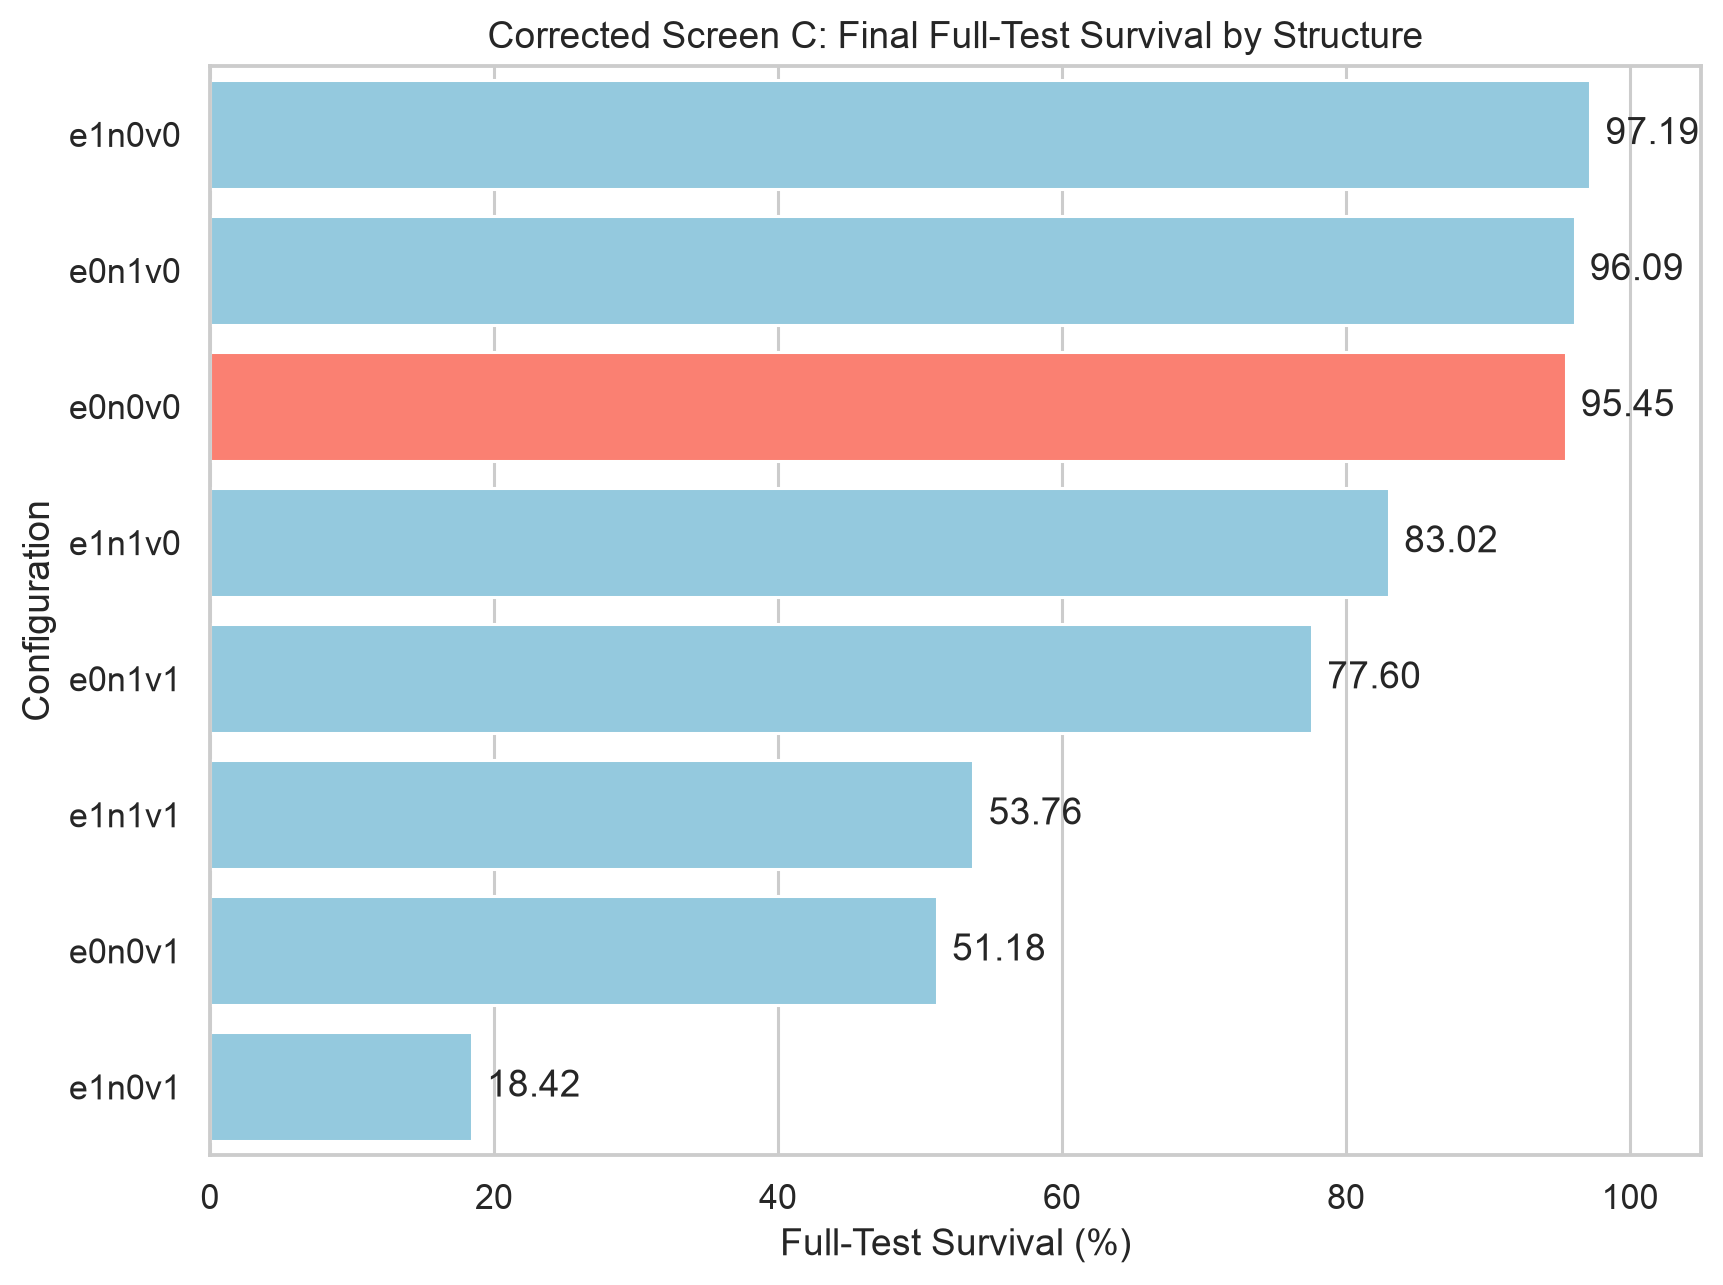 Corrected Screen C: Final Full-Test Survival by Structure
e1n0v0 97.19
e0n1v0 96.09
e0n0v0 95.45
e1n1v0 83.02
e0n1v1 77.60
e1n1v1 53.76
e0n0v1 51.18
e1n0v1 18.42
Configuration
0 20 40 60 80 100
Full-Test Survival (%)